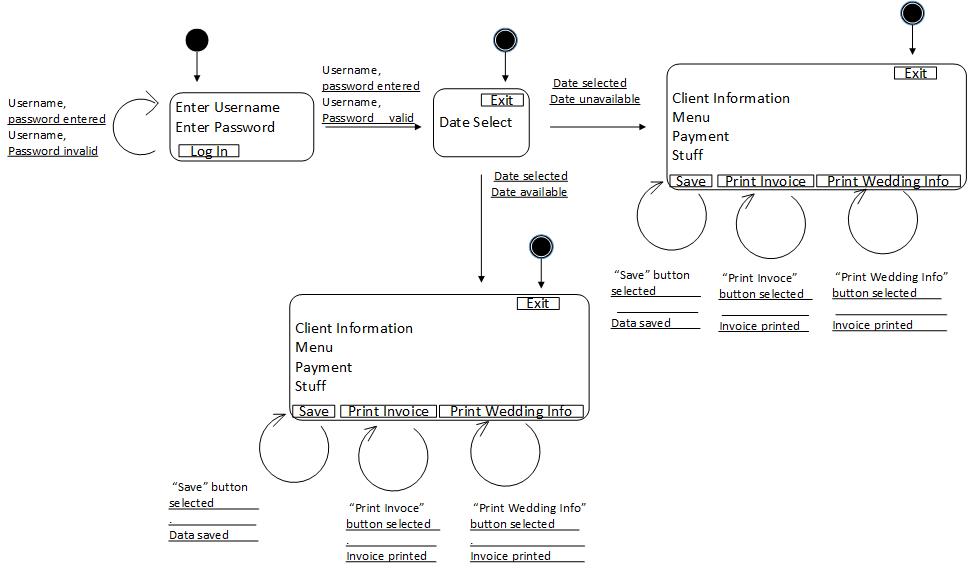 Username,
password entered
Username,
Password invalid
Enter Username
Enter Password
Log In
Username,
password entered
Username,
Password valid
Exit
Date Select
Date selected
Date unavailable
Exit
Client Information
Menu
Payment
Stuff
Save
Print Invoice
Print Wedding Info
“Save” button
selected
Data saved
“Print Invoce”
button selected
Invoice printed
“Print Wedding Info”
button selected
Invoice printed
Date selected
Date available
Exit
Client Information
Menu
Payment
Stuff
Save
Print Invoice
Print Wedding Info
“Save” button
selected
.
Data saved
“Print Invoce”
button selected
.
Invoice printed
“Print Wedding Info”
button selected
.
Invoice printed